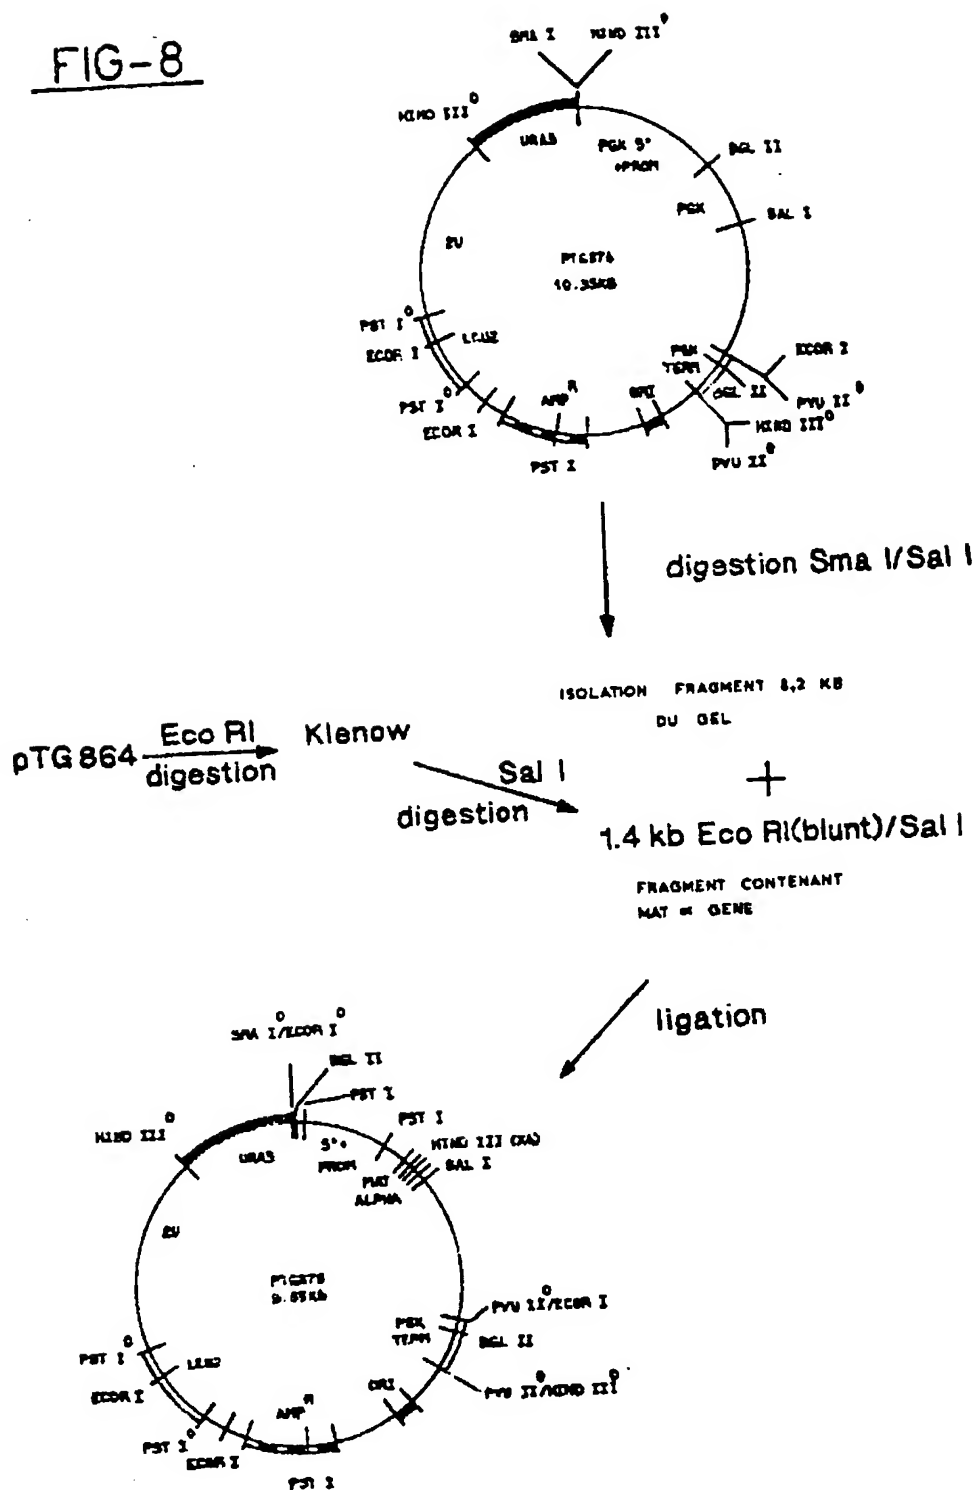 FIG-8
SMA I
HIND III°
HIND III°
URA3
PGK 5'
+PROM
BGL II
PGK
SAL I
2U
10.35KB
PST I°
ECOR I
LEU2
PST I°
ECOR I
AMP R
PST I
ORI
PGK
TERM
BGL II
ECOR I
PVU II°
HIND III°
PVU II°
digestion Sma I/Sal I
ISOLATION FRAGMENT 8,2 KB
DU GEL
pTG864
Eco RI
digestion
Klenow
Sal I
digestion
+
1.4 kb Eco RI(blunt)/Sal I
FRAGMENT CONTENANT
MAT ∝ GENE
ligation
SMA I°/ECOR I°
BGL II
PST I
HIND III°
URA3
5'+
PROM
PST I
HIND III (X4)
SAL I
MAT
ALPHA
2U
PST I°
ECOR I
LEU2
PST I°
ECOR I
AMP R
PST I
ORI
PGK
TERM
PVU II°/ECOR I
BGL II
PVU II°/HIND III°